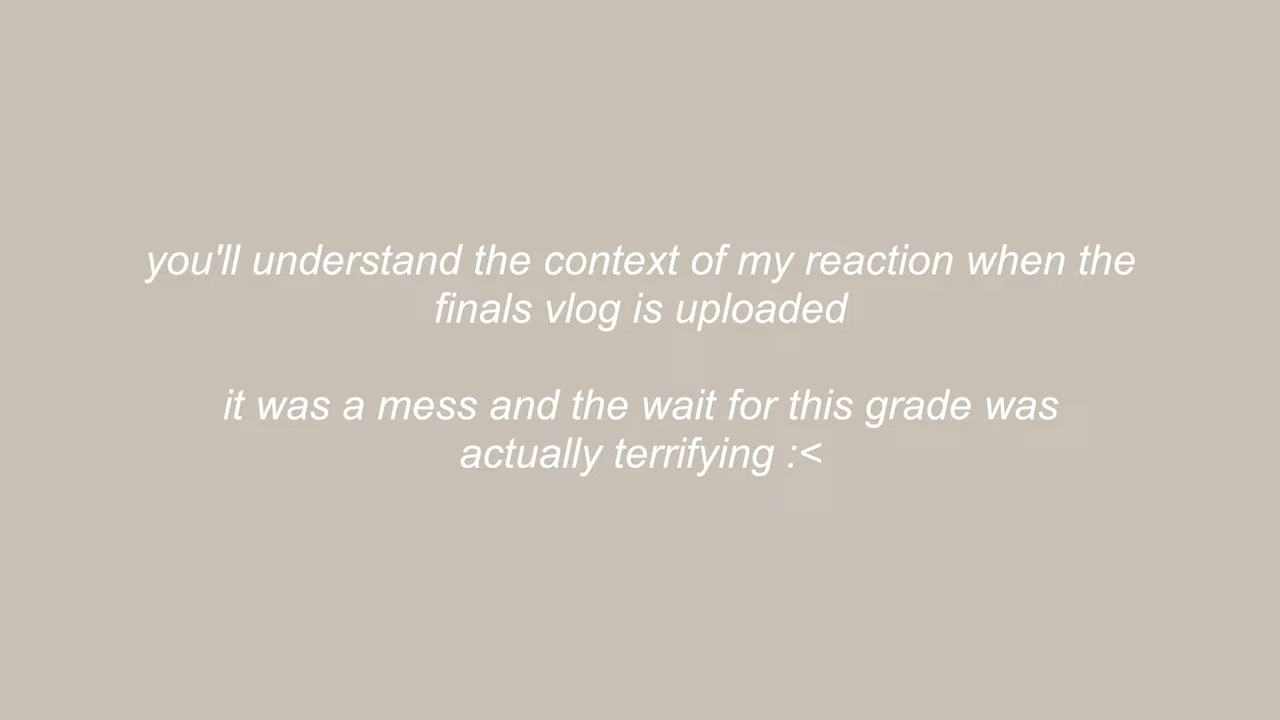 you'll understand the context of my reaction when the
finals vlog is uploaded
it was a mess and the wait for this grade was
actually terrifying :<